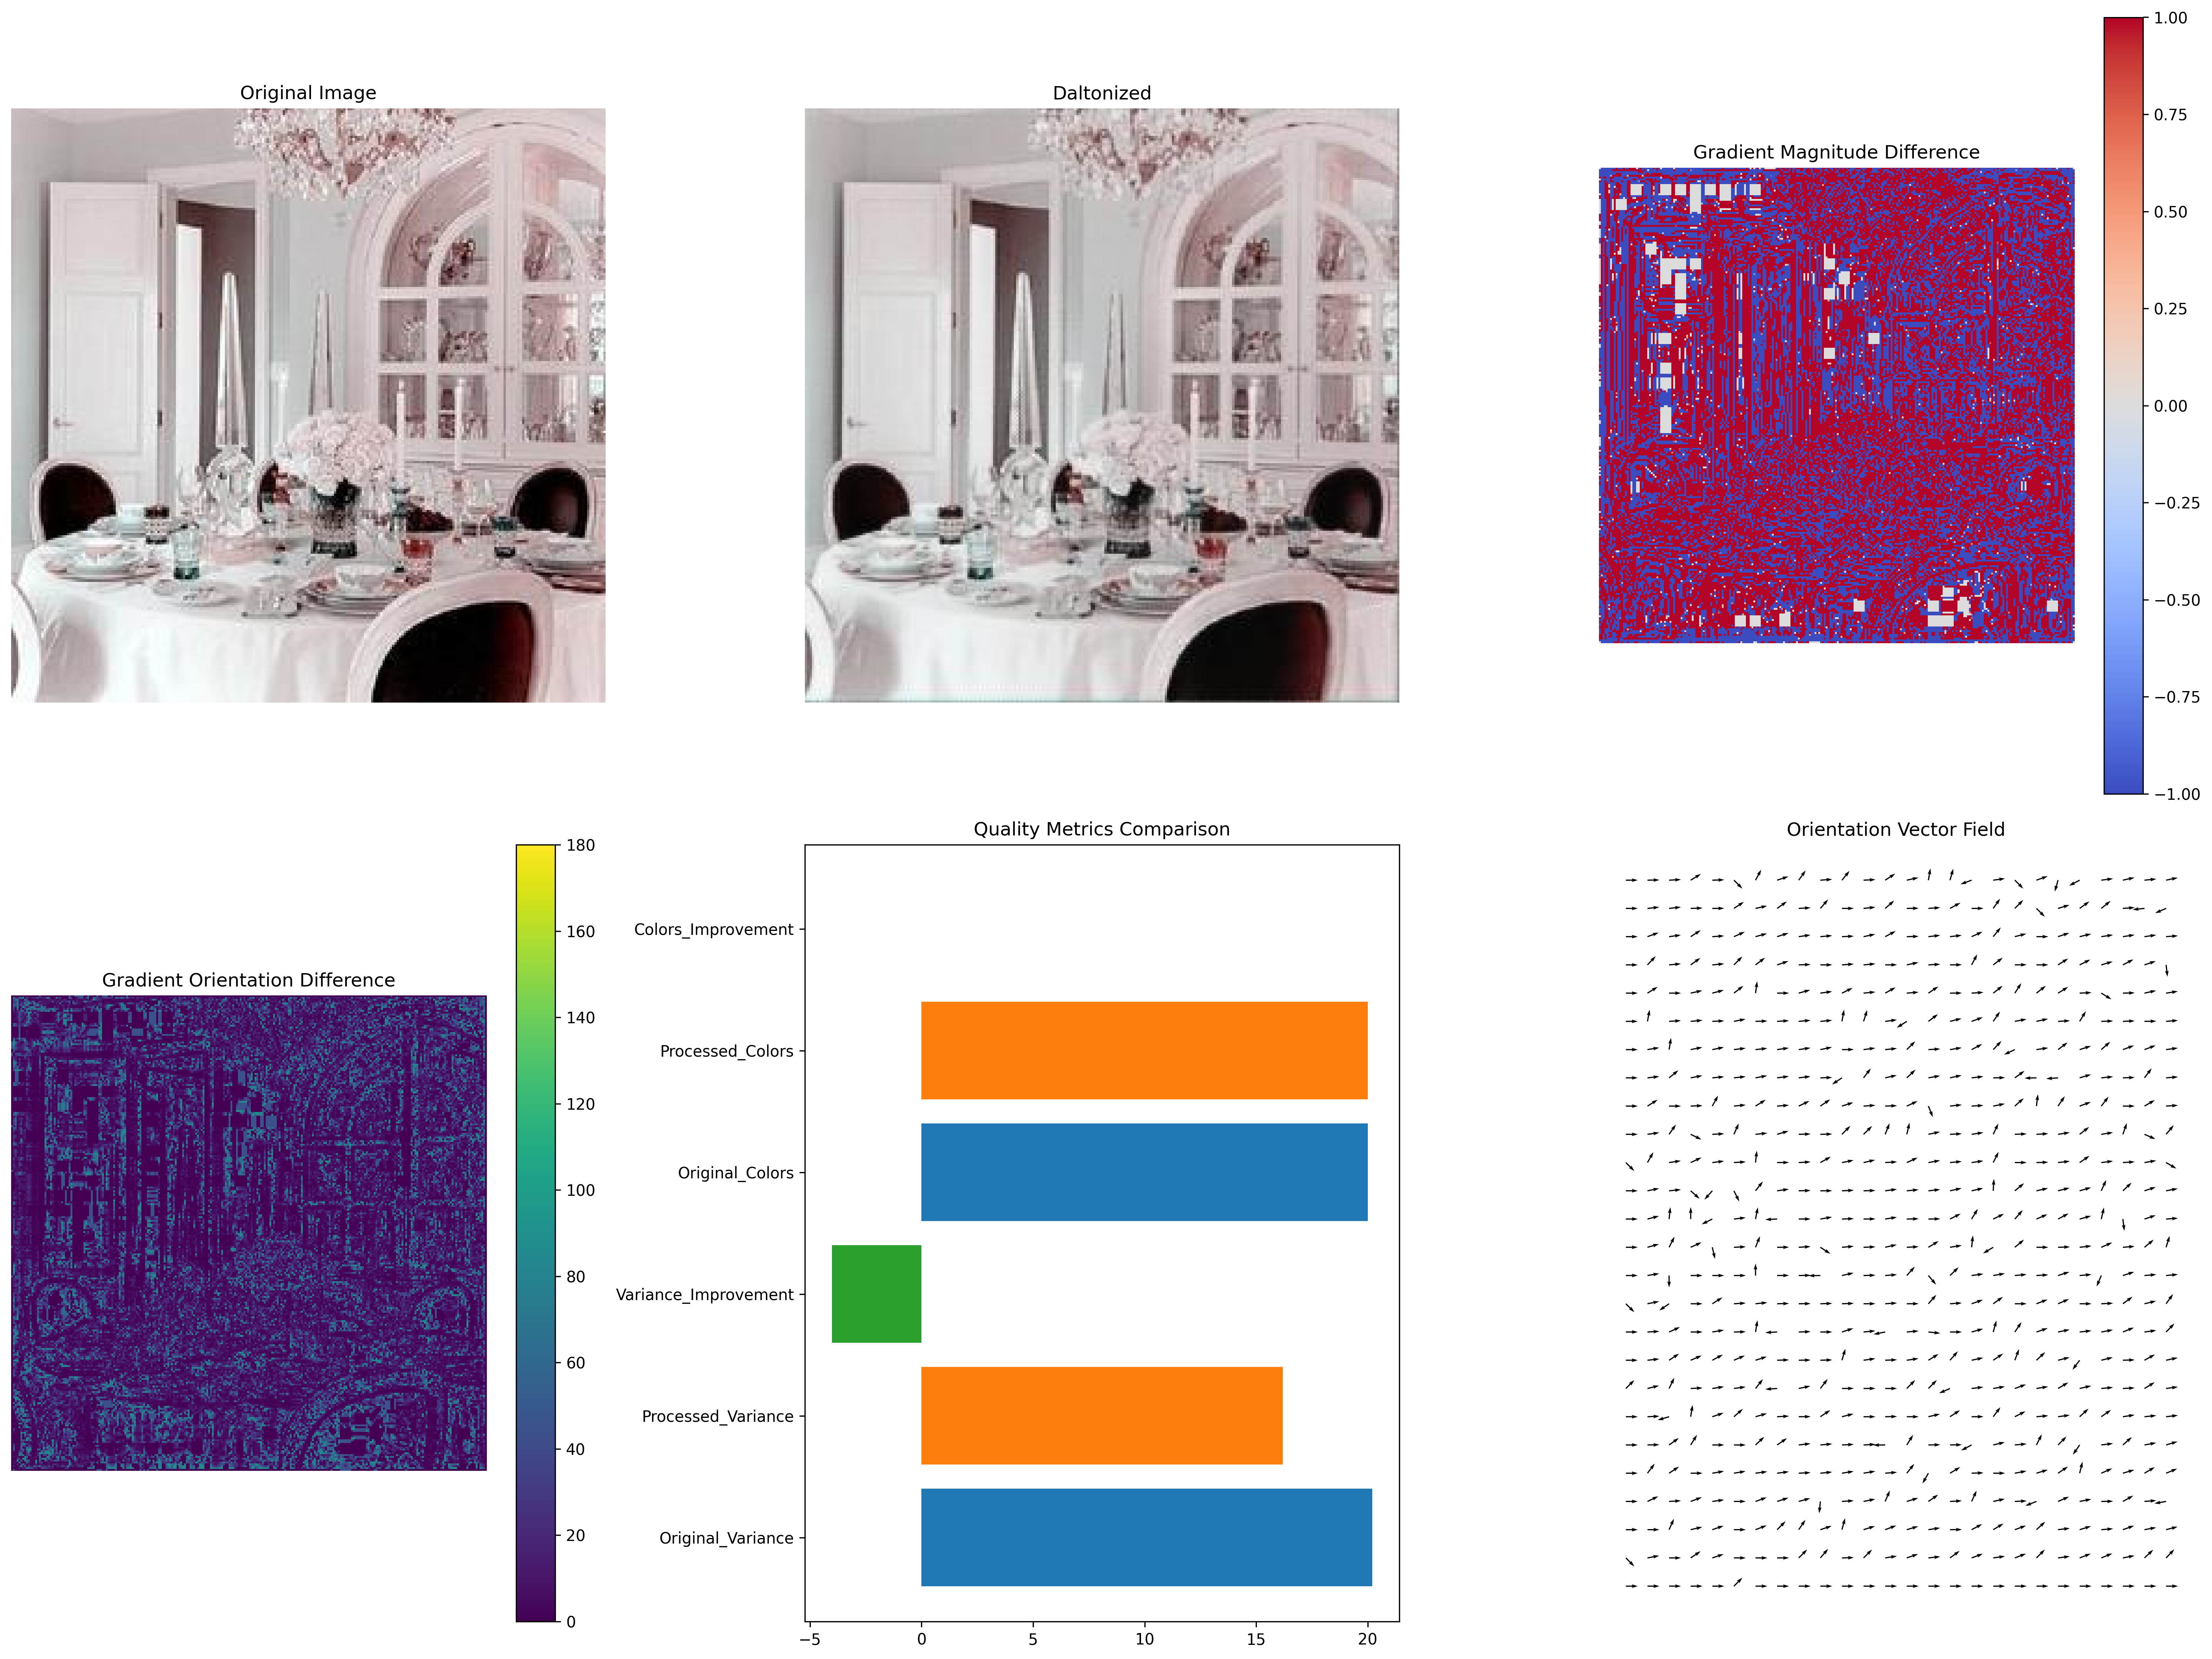 Original Image
Daltonized
Gradient Magnitude Difference
1.00
0.75
0.50
0.25
0.00
−0.25
−0.50
−0.75
−1.00
Gradient Orientation Difference
180
160
140
120
100
80
60
40
20
0
Quality Metrics Comparison
Colors_Improvement
Processed_Colors
Original_Colors
Variance_Improvement
Processed_Variance
Original_Variance
−5 0 5 10 15 20
Orientation Vector Field